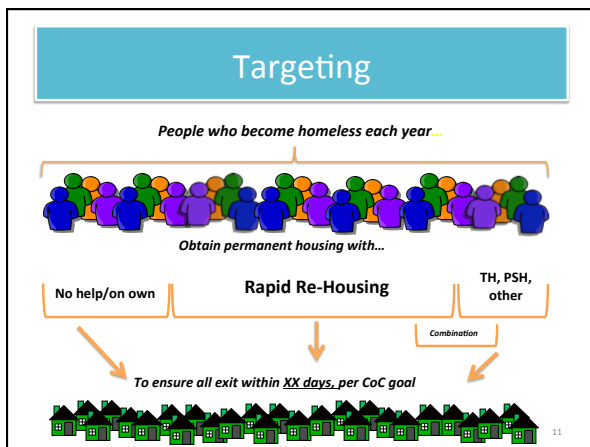 Targeting
People who become homeless each year...
Obtain permanent housing with...
No help/on own
Rapid Re-Housing
TH, PSH,
other
Combination
To ensure all exit within XX days, per CoC goal
11